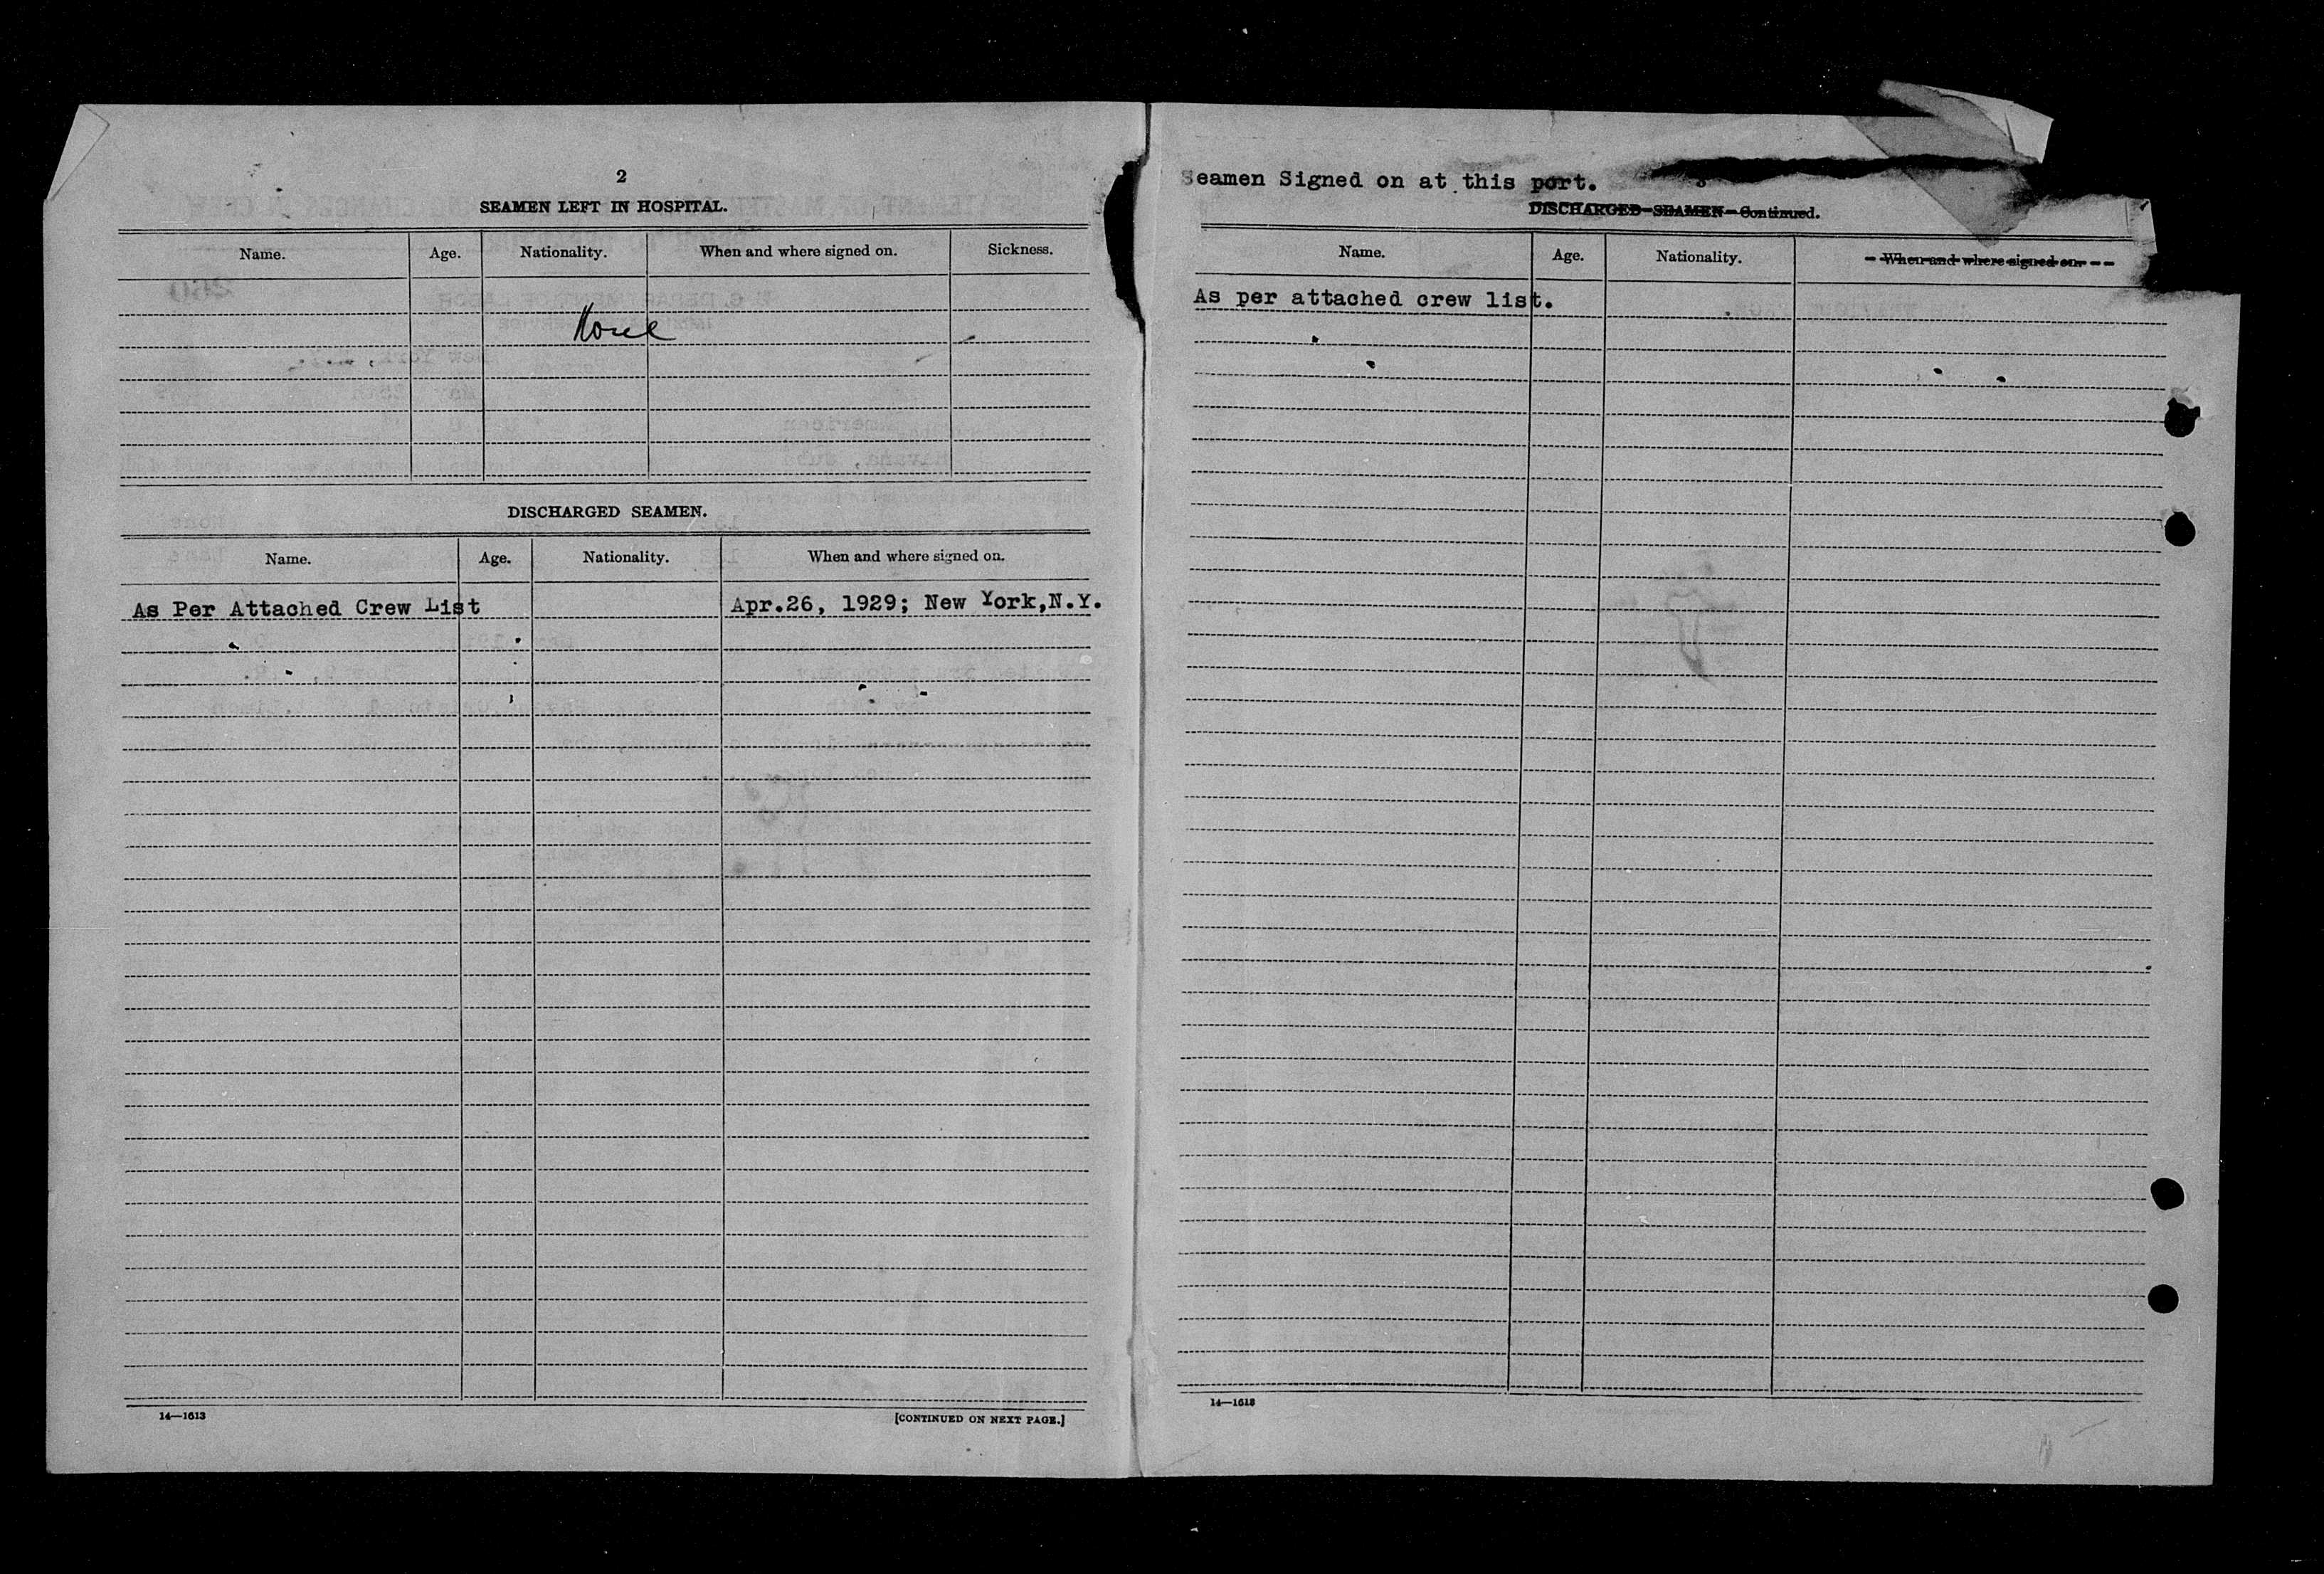 2
SEAMEN LEFT IN HOSPITAL.
Name. Age. Nationality. When and where signed on. Sickness.
None
DISCHARGED SEAMEN.
Name. Age. Nationality. When and where signed on.
As Per Attached Crew List Apr.26, 1929; New York,N.Y.
14—1613
[CONTINUED ON NEXT PAGE.]
Seamen Signed on at this port.
DISCHARGED SEAMEN—Continued.
Name. Age. Nationality. When and where signed on.
As per attached crew list.
14—1613